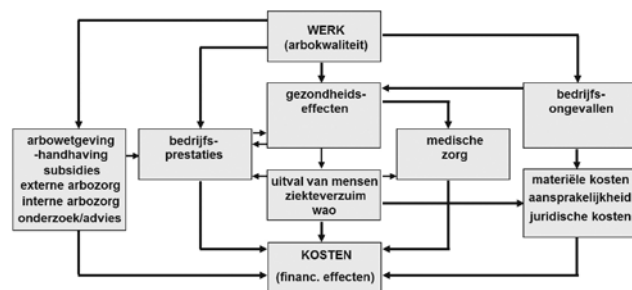 WERK
(arbokwaliteit)
gezondheids-
effecten
bedrijfs-
ongevallen
arbowetgeving
-handhaving
subsidies
externe arbozorg
interne arbozorg
onderzoek/advies
bedrijfs-
prestaties
medische
zorg
uitval van mensen
ziekteverzuim
wao
materiële kosten
aansprakelijkheid
juridische kosten
KOSTEN
(financ. effecten)